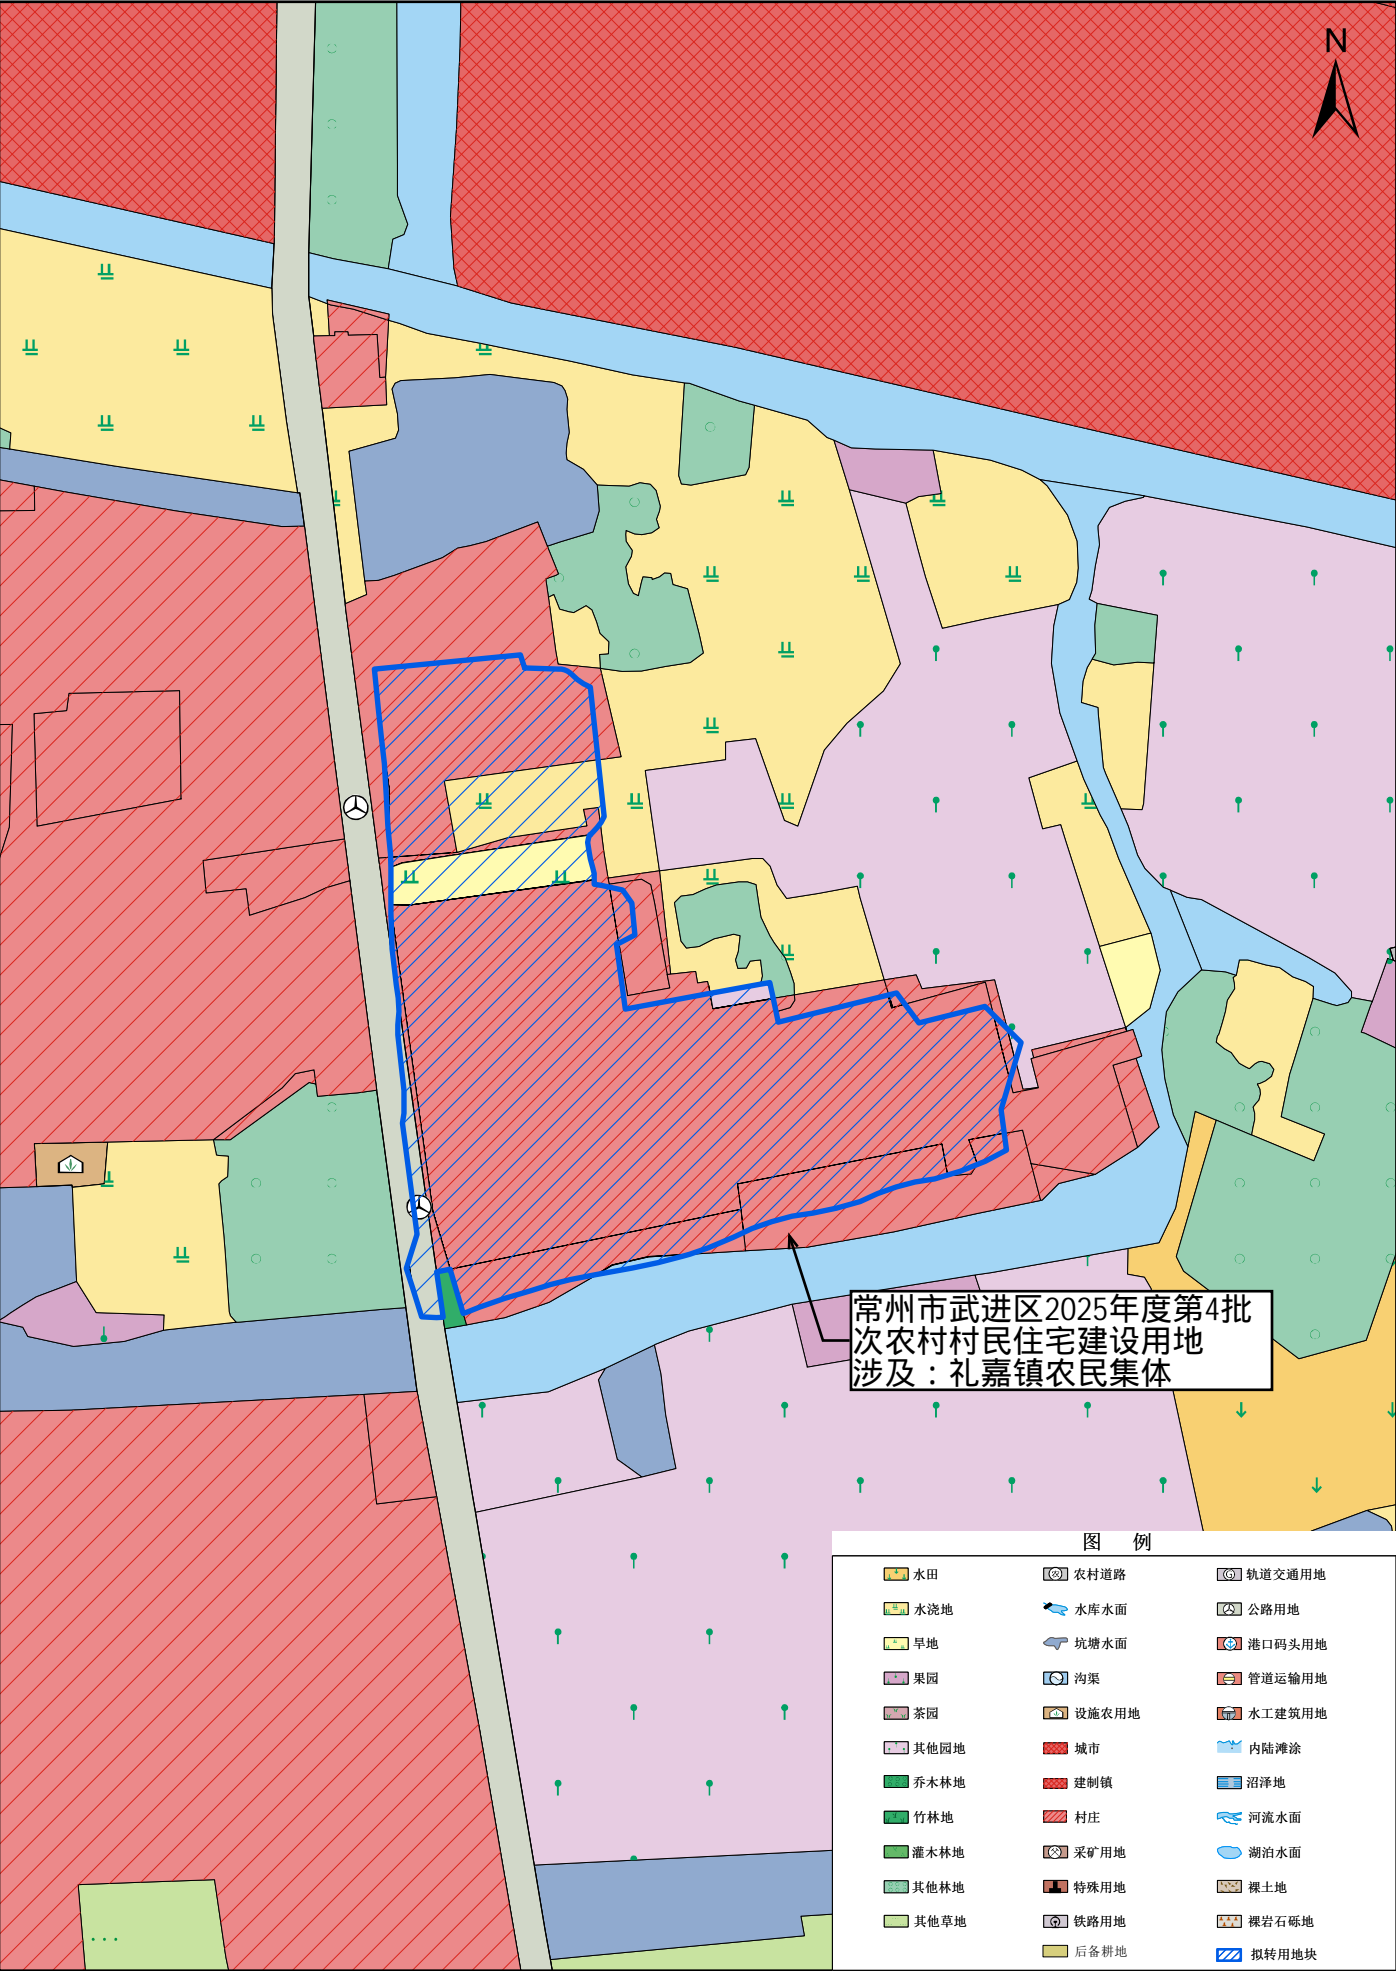 N
常州市武进区2025年度第4批
次农村村民住宅建设用地
涉及：礼嘉镇农民集体
图 例
水田
农村道路
轨道交通用地
水浇地
水库水面
公路用地
旱地
坑塘水面
港口码头用地
果园
沟渠
管道运输用地
茶园
设施农用地
水工建筑用地
其他园地
城市
内陆滩涂
乔木林地
建制镇
沼泽地
竹林地
村庄
河流水面
灌木林地
采矿用地
湖泊水面
其他林地
特殊用地
裸土地
其他草地
铁路用地
裸岩石砾地
后备耕地
拟转用地块